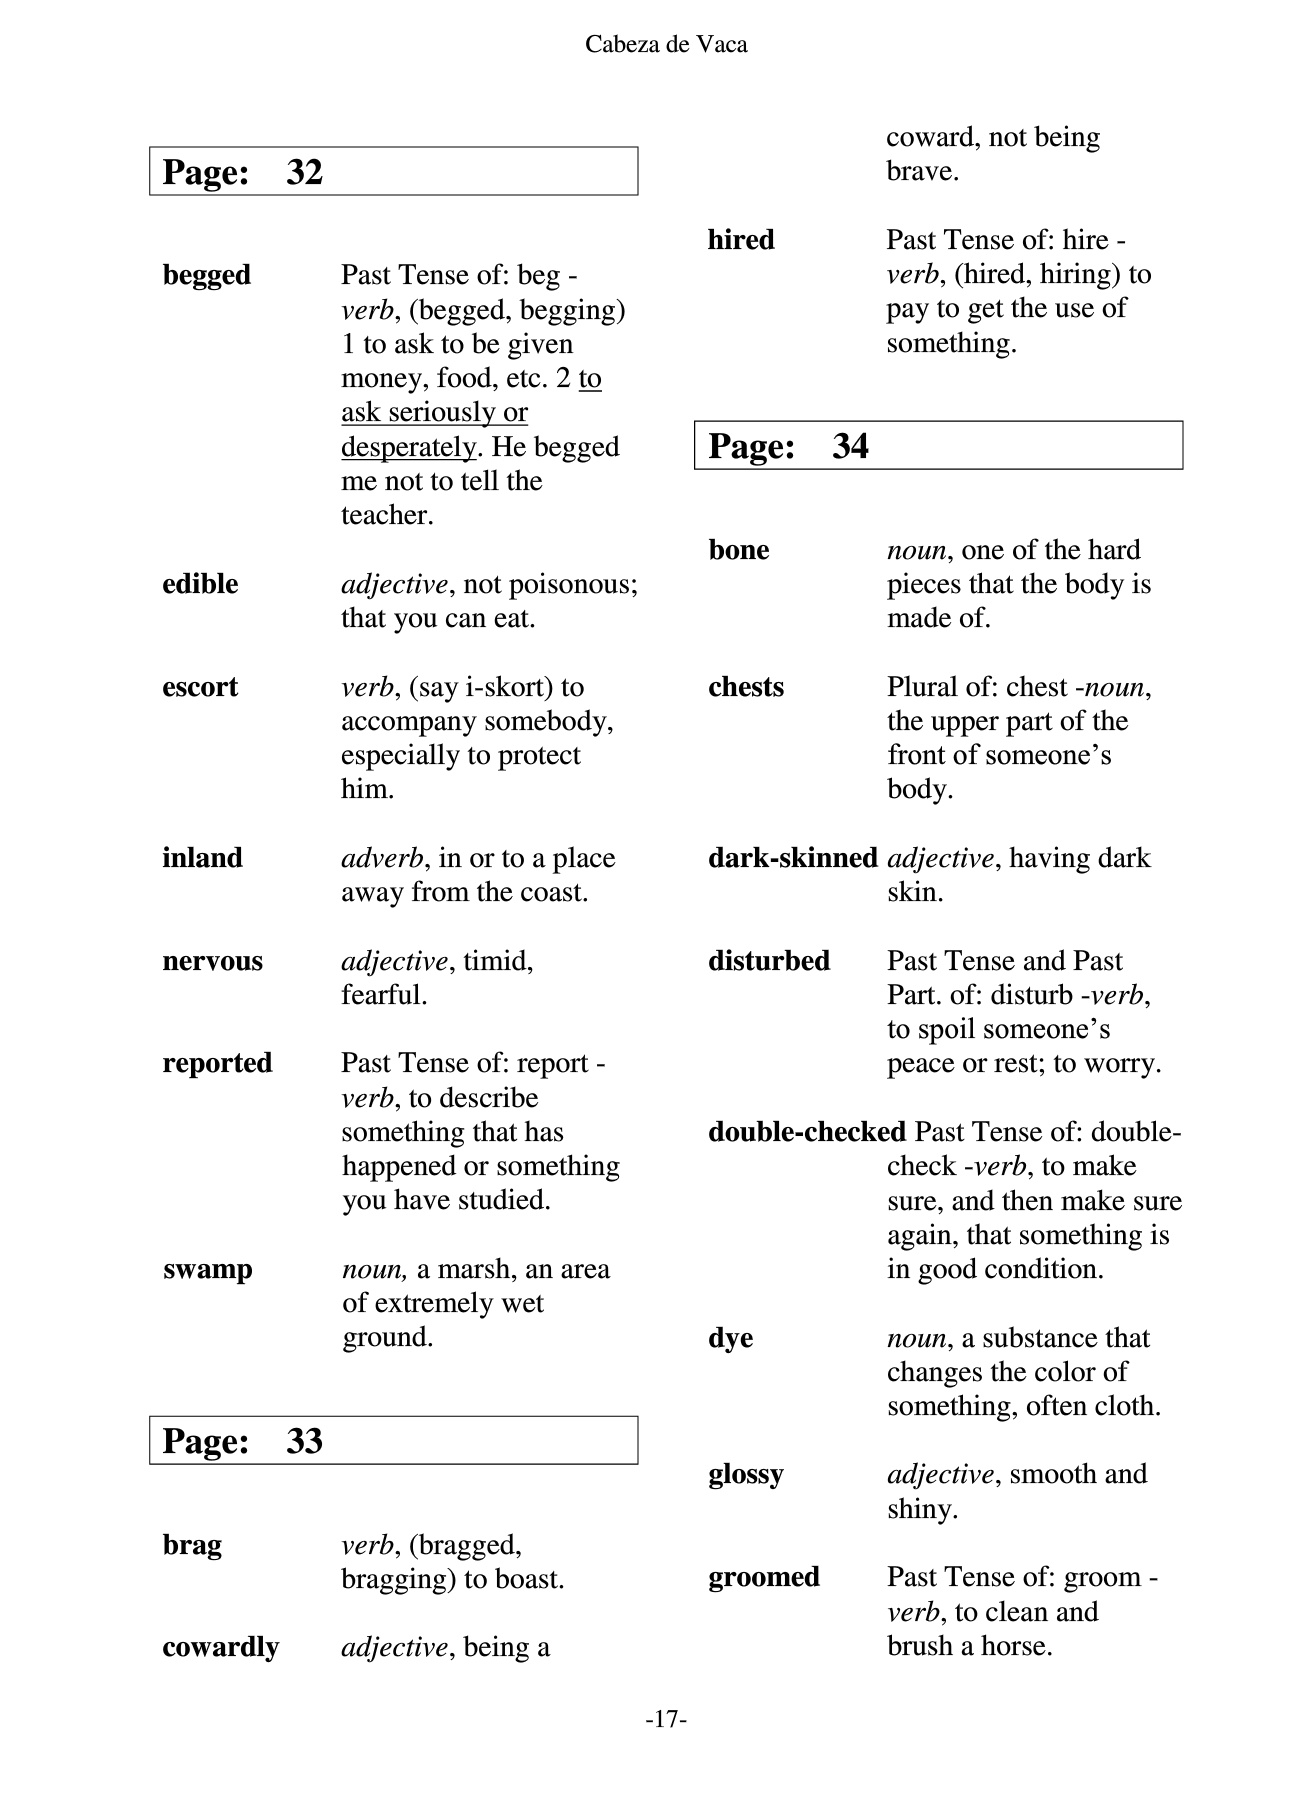 Cabeza de Vaca
Page: 32
begged Past Tense of: beg -
verb, (begged, begging)
1 to ask to be given
money, food, etc. 2 to
ask seriously or
desperately. He begged
me not to tell the
teacher.
edible adjective, not poisonous;
that you can eat.
escort verb, (say i-skort) to
accompany somebody,
especially to protect
him.
inland adverb, in or to a place
away from the coast.
nervous adjective, timid,
fearful.
reported Past Tense of: report -
verb, to describe
something that has
happened or something
you have studied.
swamp noun, a marsh, an area
of extremely wet
ground.
Page: 33
brag verb, (bragged,
bragging) to boast.
cowardly adjective, being a
coward, not being
brave.
hired Past Tense of: hire -
verb, (hired, hiring) to
pay to get the use of
something.
Page: 34
bone noun, one of the hard
pieces that the body is
made of.
chests Plural of: chest -noun,
the upper part of the
front of someone’s
body.
dark-skinned adjective, having dark
skin.
disturbed Past Tense and Past
Part. of: disturb -verb,
to spoil someone’s
peace or rest; to worry.
double-checked Past Tense of: double-
check -verb, to make
sure, and then make sure
again, that something is
in good condition.
dye noun, a substance that
changes the color of
something, often cloth.
glossy adjective, smooth and
shiny.
groomed Past Tense of: groom -
verb, to clean and
brush a horse.
-17-